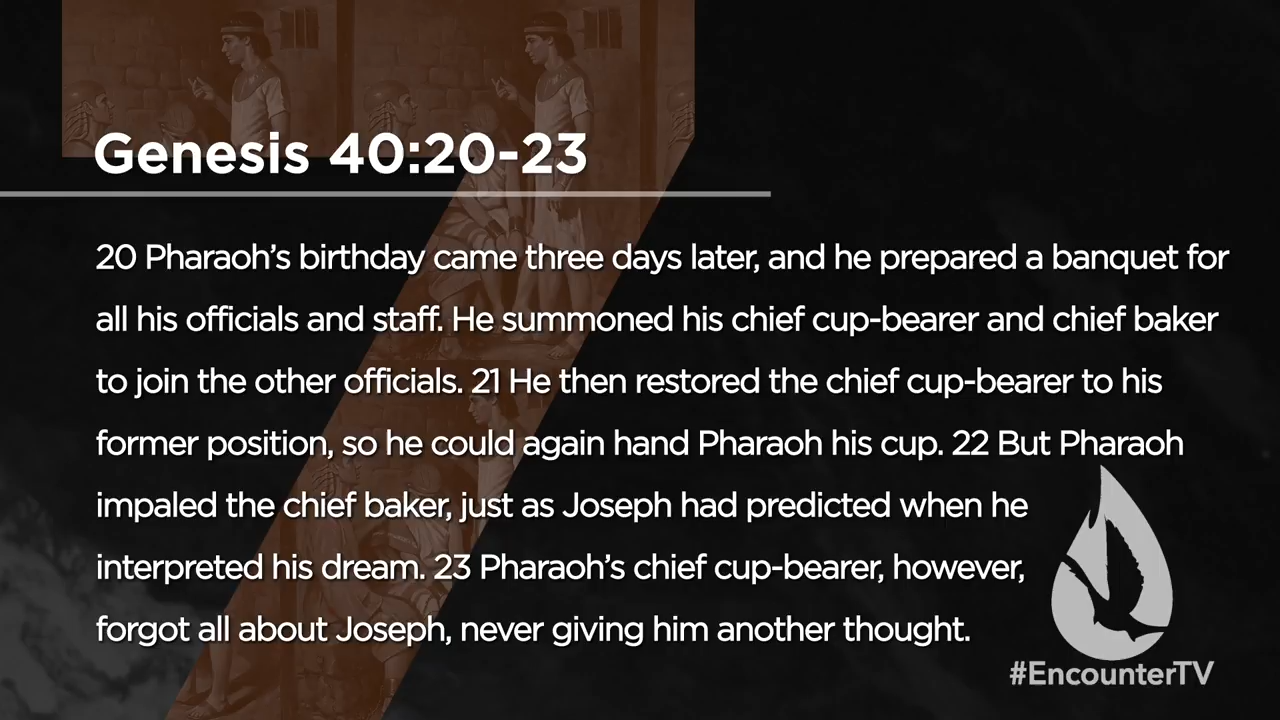 Genesis 40:20-23
20 Pharaoh’s birthday came three days later, and he prepared a banquet for
all his officials and staff. He summoned his chief cup-bearer and chief baker
to join the other officials. 21 He then restored the chief cup-bearer to his
former position, so he could again hand Pharaoh his cup. 22 But Pharaoh
impaled the chief baker, just as Joseph had predicted when he
interpreted his dream. 23 Pharaoh’s chief cup-bearer, however,
forgot all about Joseph, never giving him another thought.
#EncounterTV